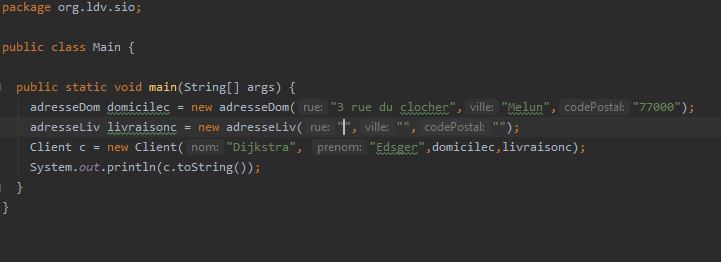 package org.ldv.sio;
public class Main {
public static void main(String[] args) {
adresseDom domicilec = new adresseDom( rue: "3 rue du clocher", ville: "Melun", codePostal: "77000");
adresseLiv livraisonc = new adresseLiv( rue: "", ville: "", codePostal: "");
Client c = new Client( nom: "Dijkstra", prenom: "Edsger",domicilec,livraisonc);
System.out.println(c.toString());
}
}